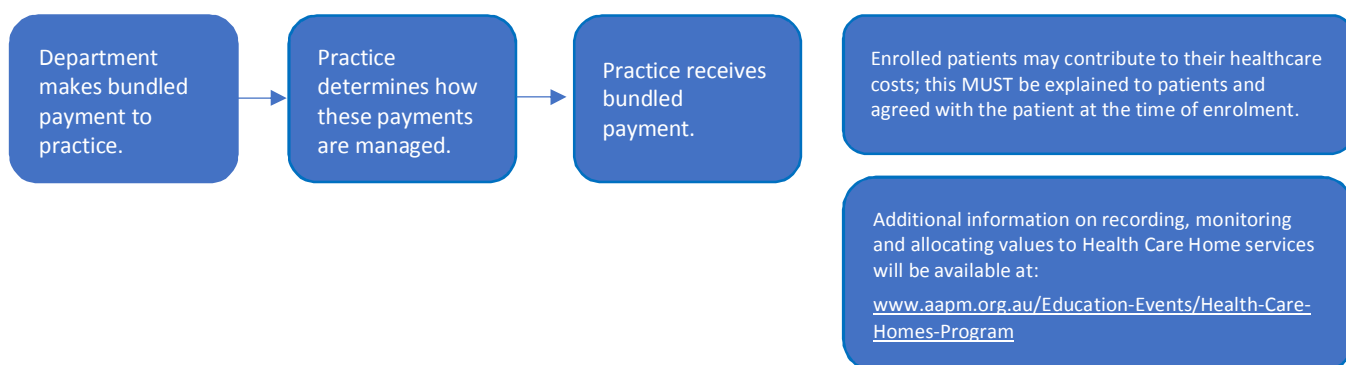 Department
makes bundled
payment to
practice.
Practice
determines how
these payments
are managed.
Practice receives
bundled
payment.
Enrolled patients may contribute to their healthcare
costs; this MUST be explained to patients and
agreed with the patient at the time of enrolment.
Additional information on recording, monitoring
and allocating values to Health Care Home services
will be available at:
www.aapm.org.au/Education-Events/Health-Care-
Homes-Program